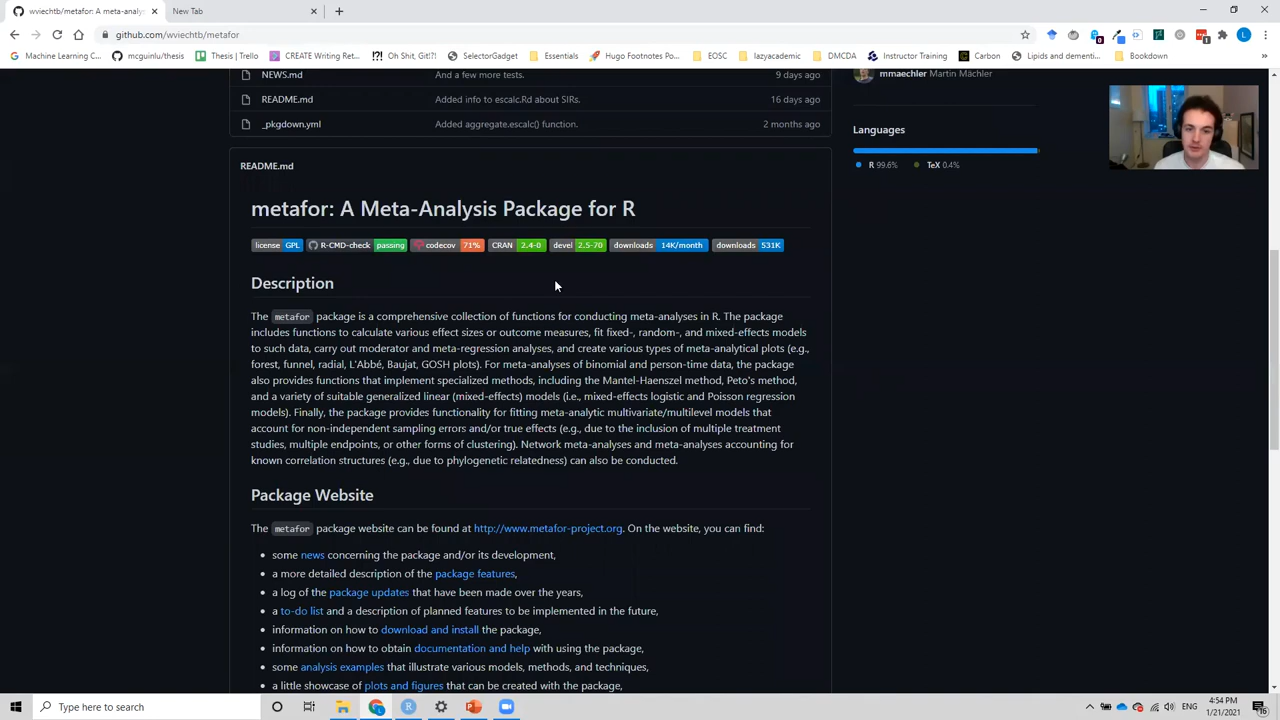 wviechtb/metafor: A meta-analys
New Tab
github.com/wviechtb/metafor
Machine Learning C...
mcguinlu/thesis
Thesis | Trello
CREATE Writing Ret...
Oh Shit, Git!?!
SelectorGadget
Essentials
Hugo Footnotes Po...
EOSC
lazyacademic
DMCDA
Instructor Training
Carbon
Lipids and dementi...
Bookdown
NEWS.md
And a few more tests.
9 days ago
README.md
Added info to escalc.Rd about SIRs.
16 days ago
_pkgdown.yml
Added aggregate.escalc() function.
2 months ago
mmaechler Martin Mächler
Languages
R 99.6%
TeX 0.4%
README.md
metafor: A Meta-Analysis Package for R
license GPL
R-CMD-check passing
codecov 71%
CRAN 2.4-0
devel 2.5-70
downloads 14K/month
downloads 531K
Description
The metafor package is a comprehensive collection of functions for conducting meta-analyses in R. The package
includes functions to calculate various effect sizes or outcome measures, fit fixed-, random-, and mixed-effects models
to such data, carry out moderator and meta-regression analyses, and create various types of meta-analytical plots (e.g.,
forest, funnel, radial, L'Abbé, Baujat, GOSH plots). For meta-analyses of binomial and person-time data, the package
also provides functions that implement specialized methods, including the Mantel-Haenszel method, Peto's method,
and a variety of suitable generalized linear (mixed-effects) models (i.e., mixed-effects logistic and Poisson regression
models). Finally, the package provides functionality for fitting meta-analytic multivariate/multilevel models that
account for non-independent sampling errors and/or true effects (e.g., due to the inclusion of multiple treatment
studies, multiple endpoints, or other forms of clustering). Network meta-analyses and meta-analyses accounting for
known correlation structures (e.g., due to phylogenetic relatedness) can also be conducted.
Package Website
The metafor package website can be found at http://www.metafor-project.org. On the website, you can find:
some news concerning the package and/or its development,
a more detailed description of the package features,
a log of the package updates that have been made over the years,
a to-do list and a description of planned features to be implemented in the future,
information on how to download and install the package,
information on how to obtain documentation and help with using the package,
some analysis examples that illustrate various models, methods, and techniques,
a little showcase of plots and figures that can be created with the package,
Type here to search
ENG
4:54 PM
1/21/2021